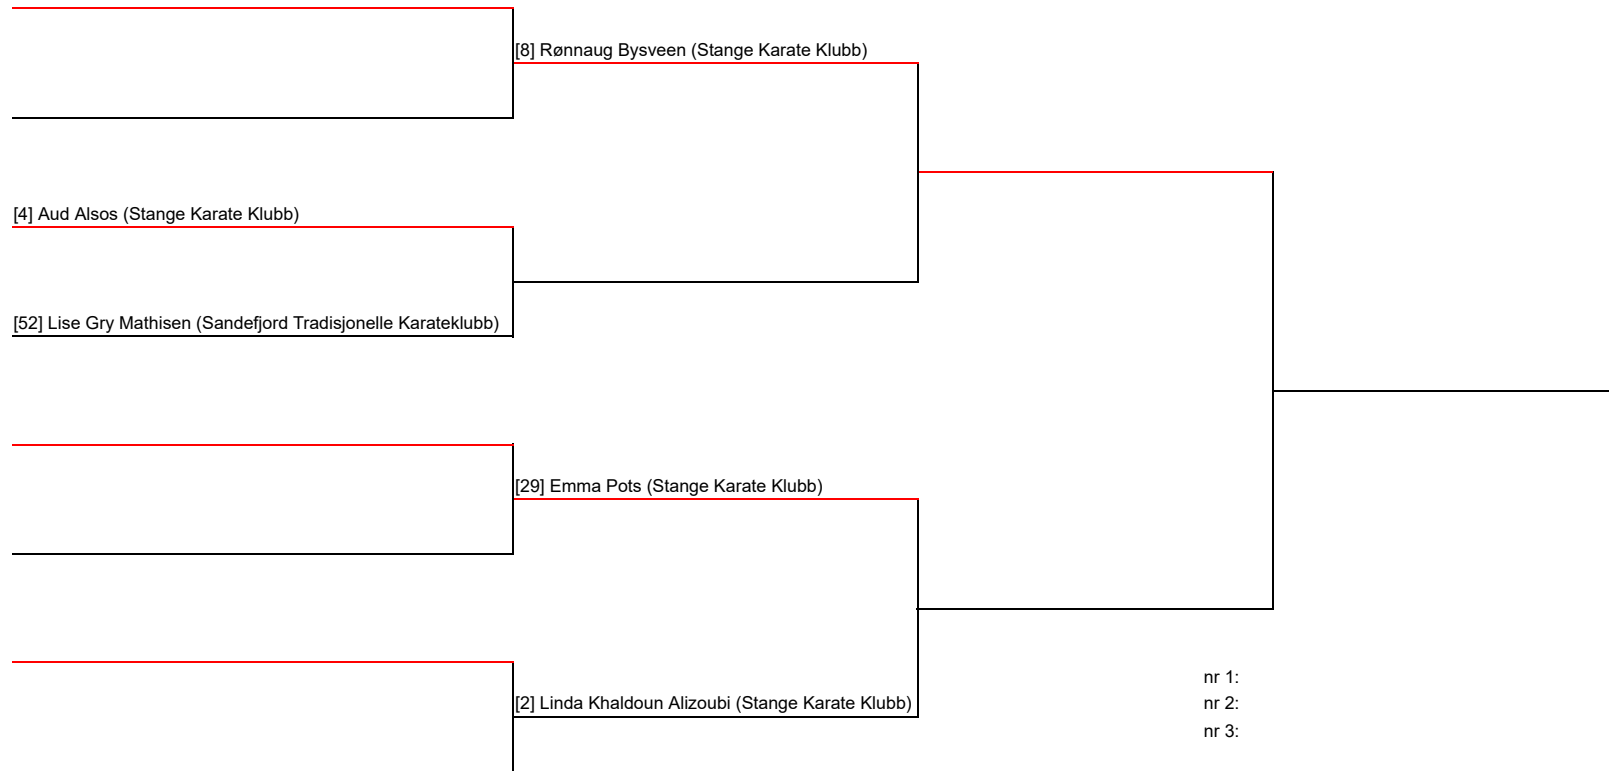 [8] Rønnaug Bysveen (Stange Karate Klubb)
[4] Aud Alsos (Stange Karate Klubb)
[52] Lise Gry Mathisen (Sandefjord Tradisjonelle Karateklubb)
[29] Emma Pots (Stange Karate Klubb)
[2] Linda Khaldoun Alizoubi (Stange Karate Klubb)
nr 1:
nr 2:
nr 3: